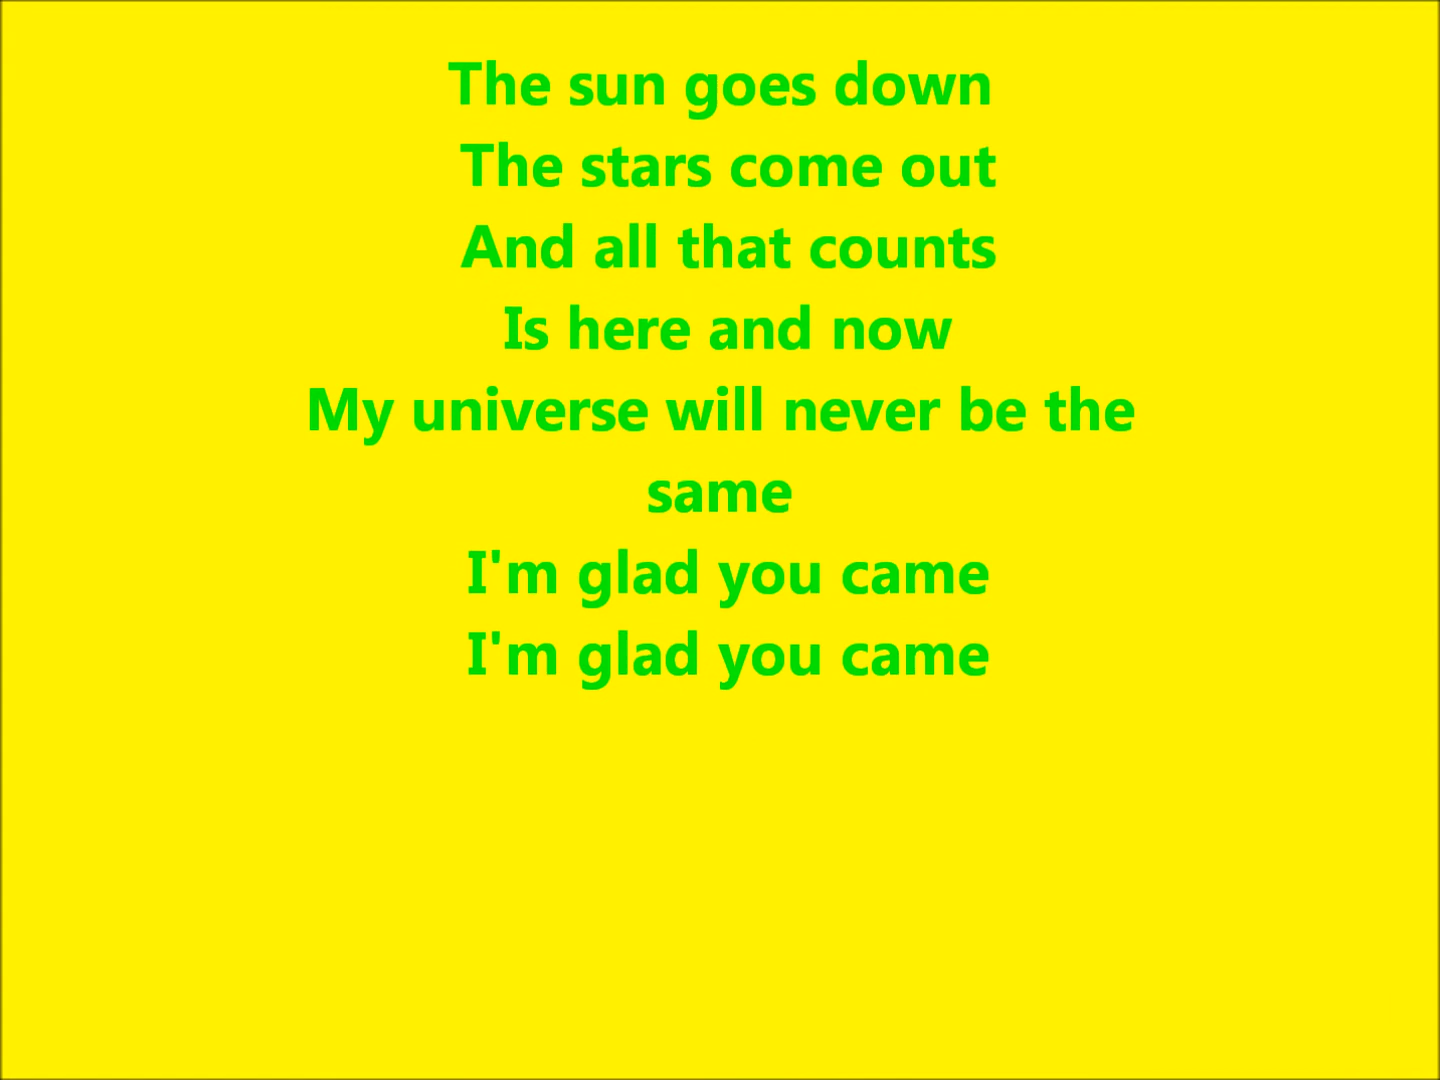 The sun goes down
The stars come out
And all that counts
Is here and now
My universe will never be the
same
I'm glad you came
I'm glad you came